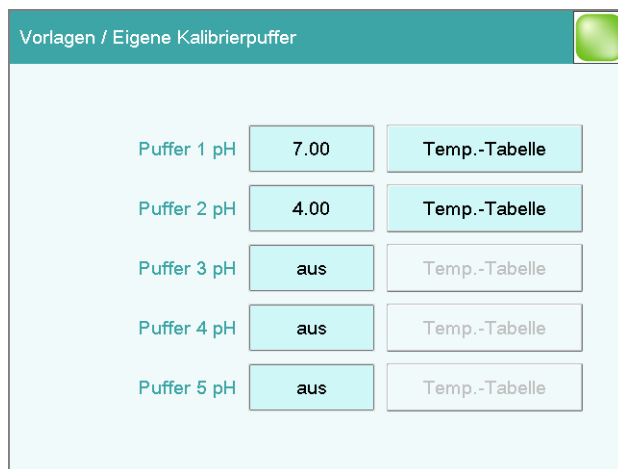 Vorlagen / Eigene Kalibrierpuffer
Puffer 1 pH 7.00 Temp.-Tabelle
Puffer 2 pH 4.00 Temp.-Tabelle
Puffer 3 pH aus Temp.-Tabelle
Puffer 4 pH aus Temp.-Tabelle
Puffer 5 pH aus Temp.-Tabelle